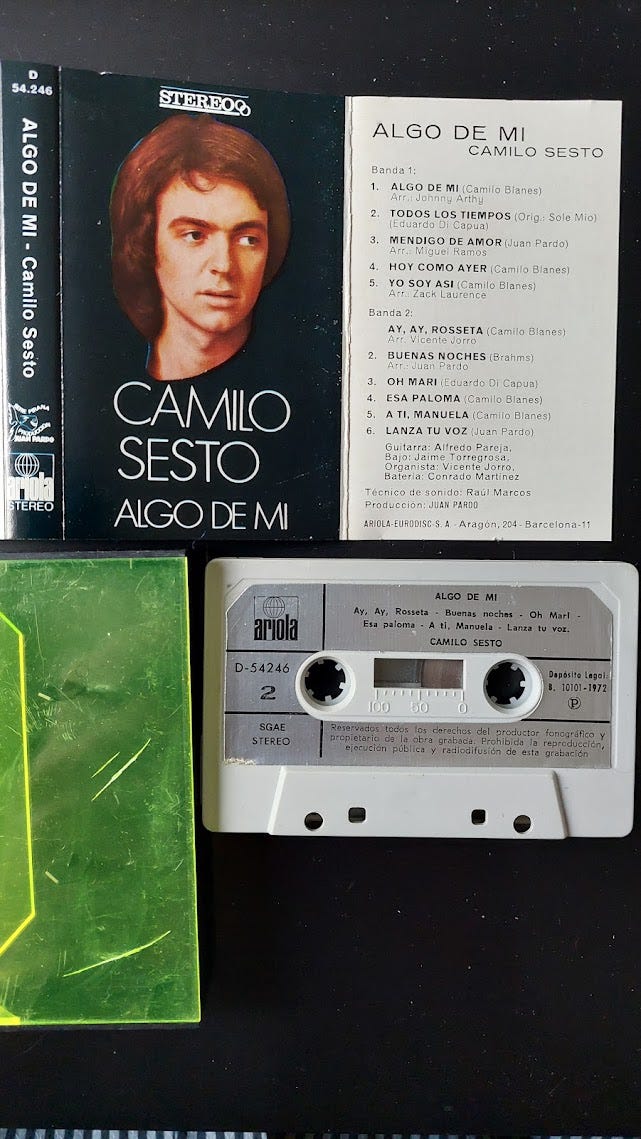 D
54.246
ALGO DE MI - Camilo Sesto
PRODUCCION
JUAN PARDO
ariola
STEREO
STEREO
CAMILO
SESTO
ALGO DE MI
ALGO DE MI
CAMILO SESTO
Banda 1:
1. ALGO DE MI (Camilo Blanes)
Arr.: Johnny Arthy
2. TODOS LOS TIEMPOS (Orig.: Sole Mio)
(Eduardo Di Capua)
3. MENDIGO DE AMOR (Juan Pardo)
Arr.: Miguel Ramos
4. HOY COMO AYER (Camilo Blanes)
5. YO SOY ASI (Camilo Blanes)
Arr.: Zack Laurence
Banda 2:
AY, AY, ROSSETA (Camilo Blanes)
Arr. Vicente Jorro
2. BUENAS NOCHES (Brahms)
Arr.: Juan Pardo
3. OH MARI (Eduardo Di Capua)
4. ESA PALOMA (Camilo Blanes)
5. A TI, MANUELA (Camilo Blanes)
6. LANZA TU VOZ (Juan Pardo)
Guitarra: Alfredo Pareja,
Bajo: Jaime Torregrosa,
Organista: Vicente Jorro,
Batería: Conrado Martínez
Técnico de sonido: Raúl Marcos
Producción: JUAN PARDO
ARIOLA-EURODISC-S. A - Aragón, 204 - Barcelona-11
ariola
ALGO DE MI
Ay, Ay, Rosseta - Buenas noches - Oh Mari -
Esa paloma - A ti, Manuela - Lanza tu voz.
CAMILO SESTO
D-54246
2
100 50 0
Depósito Legal:
B. 10101-1972
P
SGAE
STEREO
Reservados todos los derechos del productor fonográfico y
propietario de la obra grabada. Prohibida la reproducción,
ejecución pública y radiodifusión de esta grabación